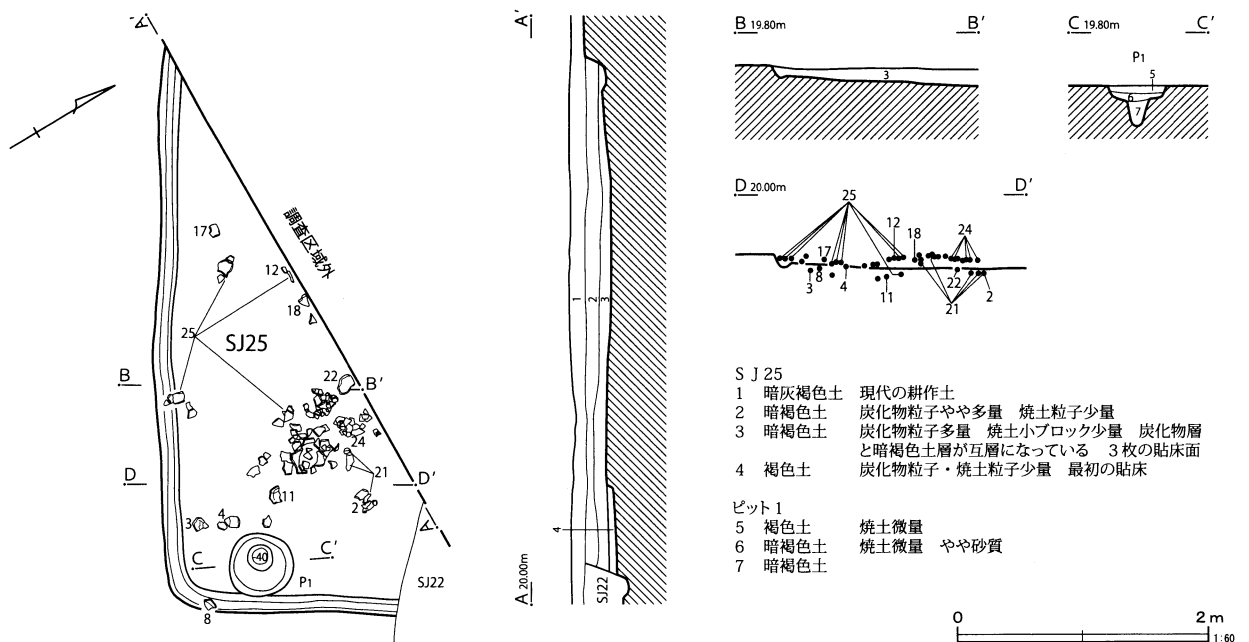 A'
調査区域外
17
12
18
25
SJ25
22
B
B'
24
21
D
D'
11
2
3
4
A
C
-40
C'
P1
SJ22
8
A'
1
2
3
4
SJ22
A 20.00m
B 19.80m
B'
3
C 19.80m
C'
P1
5
6
7
D 20.00m
D'
25
12
18
24
17
3
8
4
11
22
21
2
SJ25
1 暗灰褐色土 現代の耕作土
2 暗褐色土 炭化物粒子やや多量 焼土粒子少量
3 暗褐色土 炭化物粒子多量 焼土小ブロック少量 炭化物層
と暗褐色土層が互層になっている 3枚の貼床面
4 褐色土 炭化物粒子・焼土粒子少量 最初の貼床
ピット1
5 褐色土 焼土微量
6 暗褐色土 焼土微量 やや砂質
7 暗褐色土
0 2m
1:60